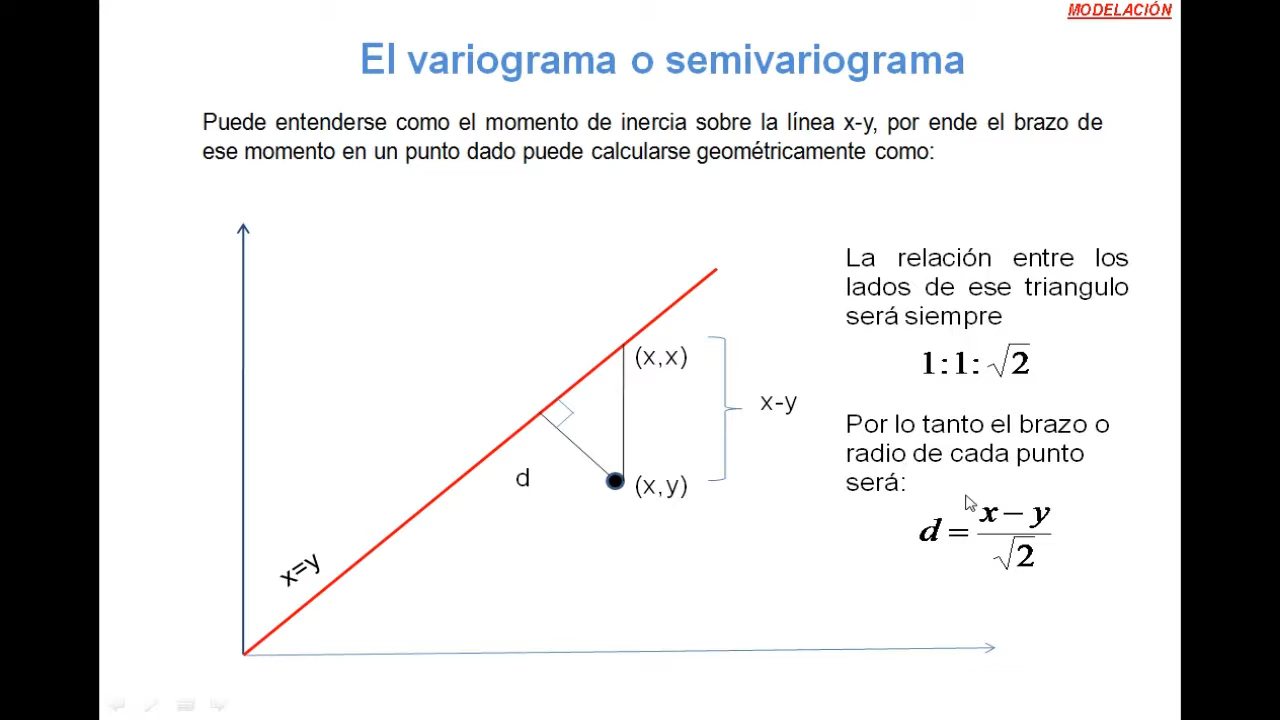 MODELACIÓN
El variograma o semivariograma
Puede entenderse como el momento de inercia sobre la línea x-y, por ende el brazo de
ese momento en un punto dado puede calcularse geométricamente como:
La relación entre los
lados de ese triangulo
será siempre
1:1:√2
(x,x)
x-y
Por lo tanto el brazo o
radio de cada punto
será:
d
(x,y)
d = (x − y)/√2
x=y